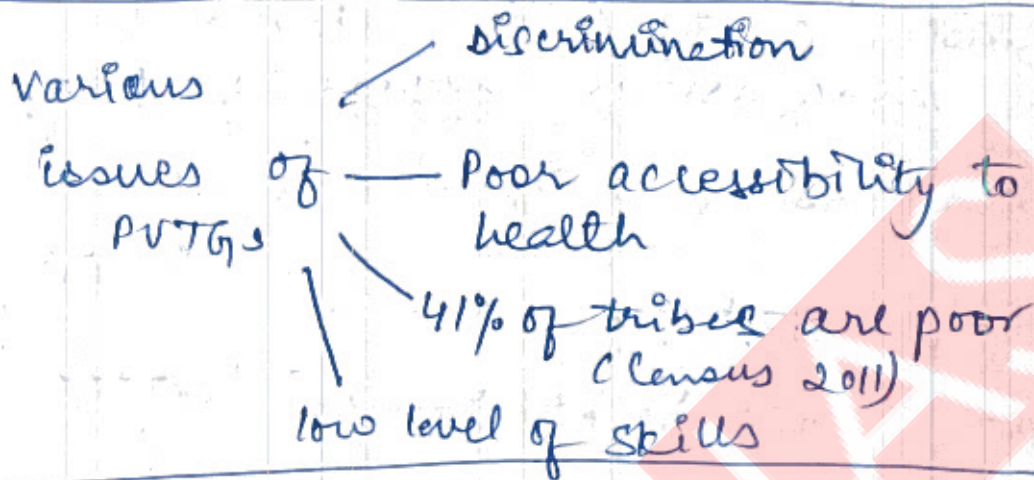 Discrimination
various
issues of
Poor accessibility to
PVTGs
health
41% of tribes are poor
(Census 2011)
low level of skills